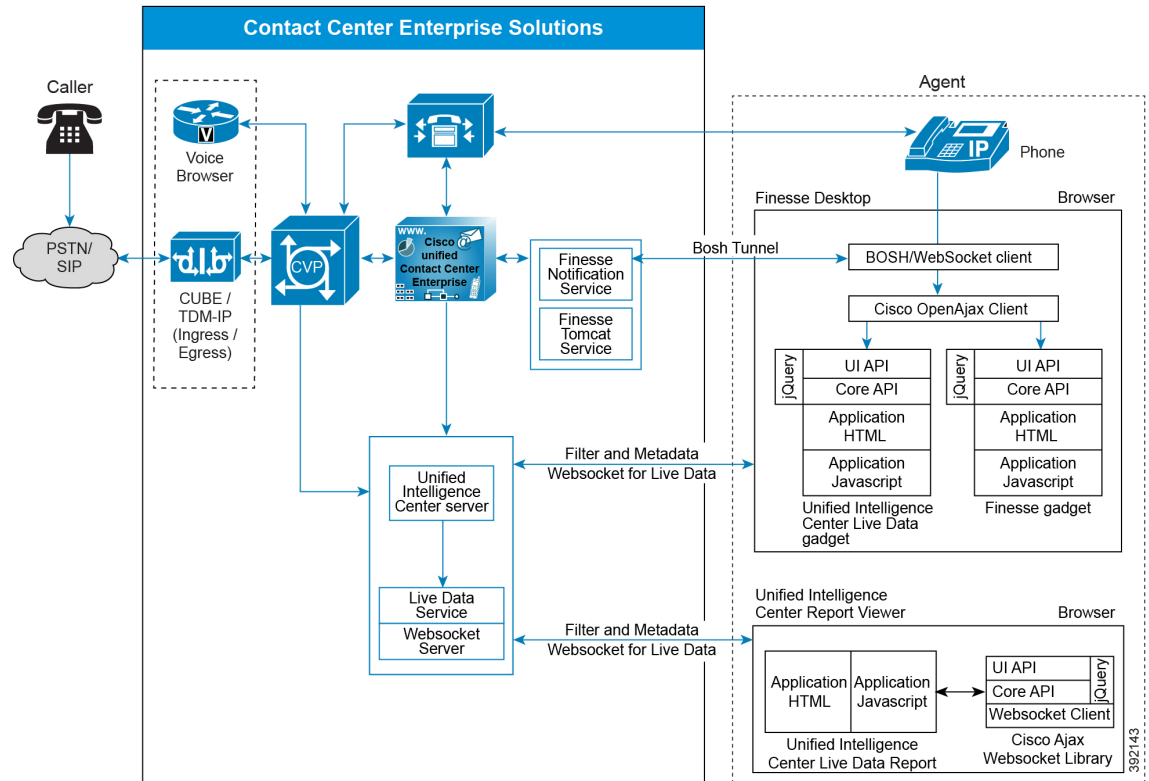 Contact Center Enterprise Solutions
Caller
PSTN/
SIP
V
Voice
Browser
CUBE /
TDM-IP
(Ingress /
Egress)
CVP
www.
Cisco
unified
Contact Center
Enterprise
Finesse
Notification
Service
Finesse
Tomcat
Service
Unified
Intelligence
Center server
Live Data
Service
Websocket
Server
Bosh Tunnel
Filter and Metadata
Websocket for Live Data
Filter and Metadata
Websocket for Live Data
Agent
IP
Phone
Finesse Desktop
Browser
BOSH/WebSocket client
Cisco OpenAjax Client
jQuery
UI API
Core API
Application
HTML
Application
Javascript
Unified Intelligence
Center Live Data
gadget
jQuery
UI API
Core API
Application
HTML
Application
Javascript
Finesse gadget
Unified Intelligence
Center Report Viewer
Browser
Application
HTML
Application
Javascript
Unified Intelligence
Center Live Data Report
UI API
Core API
jQuery
Websocket Client
Cisco Ajax
Websocket Library
392143